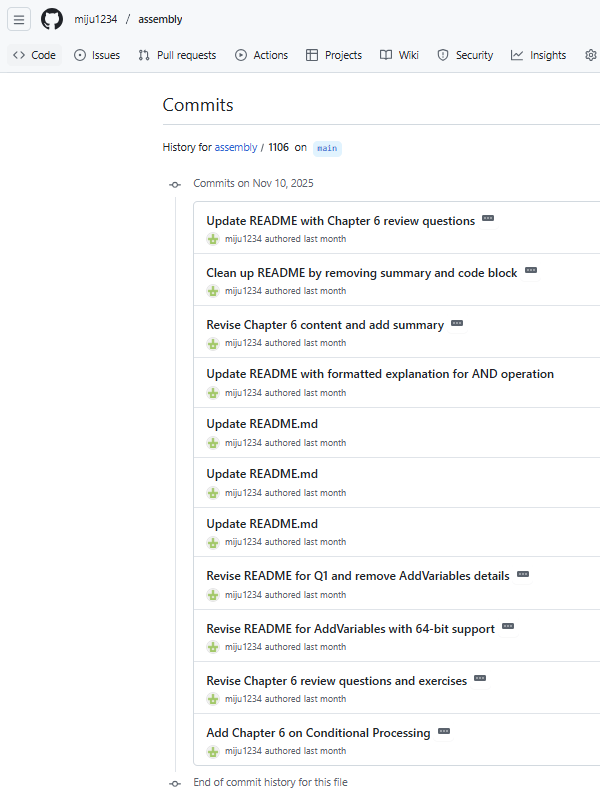 miju1234 / assembly
Code Issues Pull requests Actions Projects Wiki Security Insights
Commits
History for assembly / 1106 on main
Commits on Nov 10, 2025
Update README with Chapter 6 review questions
miju1234 authored last month
Clean up README by removing summary and code block
miju1234 authored last month
Revise Chapter 6 content and add summary
miju1234 authored last month
Update README with formatted explanation for AND operation
miju1234 authored last month
Update README.md
miju1234 authored last month
Update README.md
miju1234 authored last month
Update README.md
miju1234 authored last month
Revise README for Q1 and remove AddVariables details
miju1234 authored last month
Revise README for AddVariables with 64-bit support
miju1234 authored last month
Revise Chapter 6 review questions and exercises
miju1234 authored last month
Add Chapter 6 on Conditional Processing
miju1234 authored last month
End of commit history for this file